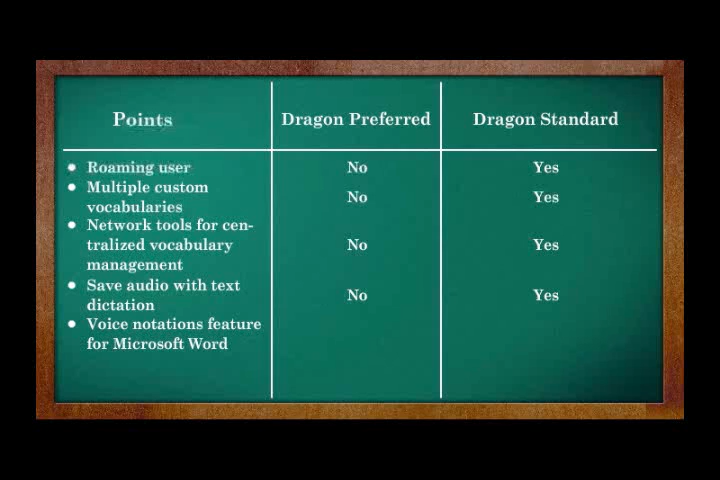 Points Dragon Preferred Dragon Standard
• Roaming user No Yes
• Multiple custom
vocabularies No Yes
• Network tools for cen-
tralized vocabulary No Yes
management
• Save audio with text
dictation No Yes
• Voice notations feature
for Microsoft Word